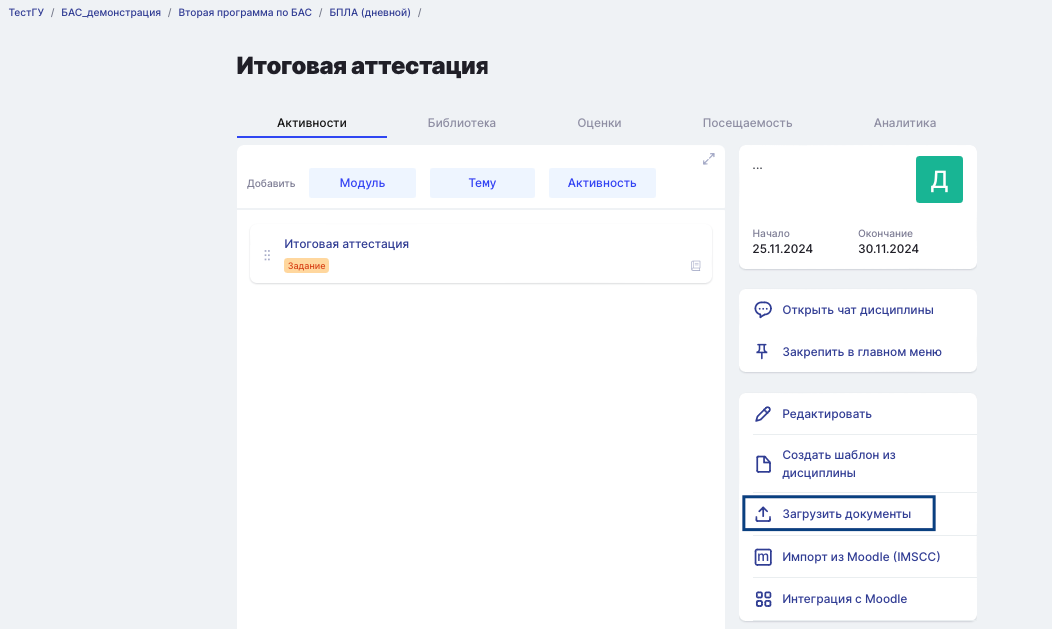 ТестГУ / БАС_демонстрация / Вторая программа по БАС / БПЛА (дневной) /
Итоговая аттестация
Активности Библиотека Оценки Посещаемость Аналитика
Добавить Модуль Тему Активность
Итоговая аттестация
Задание
...
Д
Начало Окончание
25.11.2024 30.11.2024
Открыть чат дисциплины
Закрепить в главном меню
Редактировать
Создать шаблон из
дисциплины
Загрузить документы
m Импорт из Moodle (IMSCC)
Интеграция с Moodle